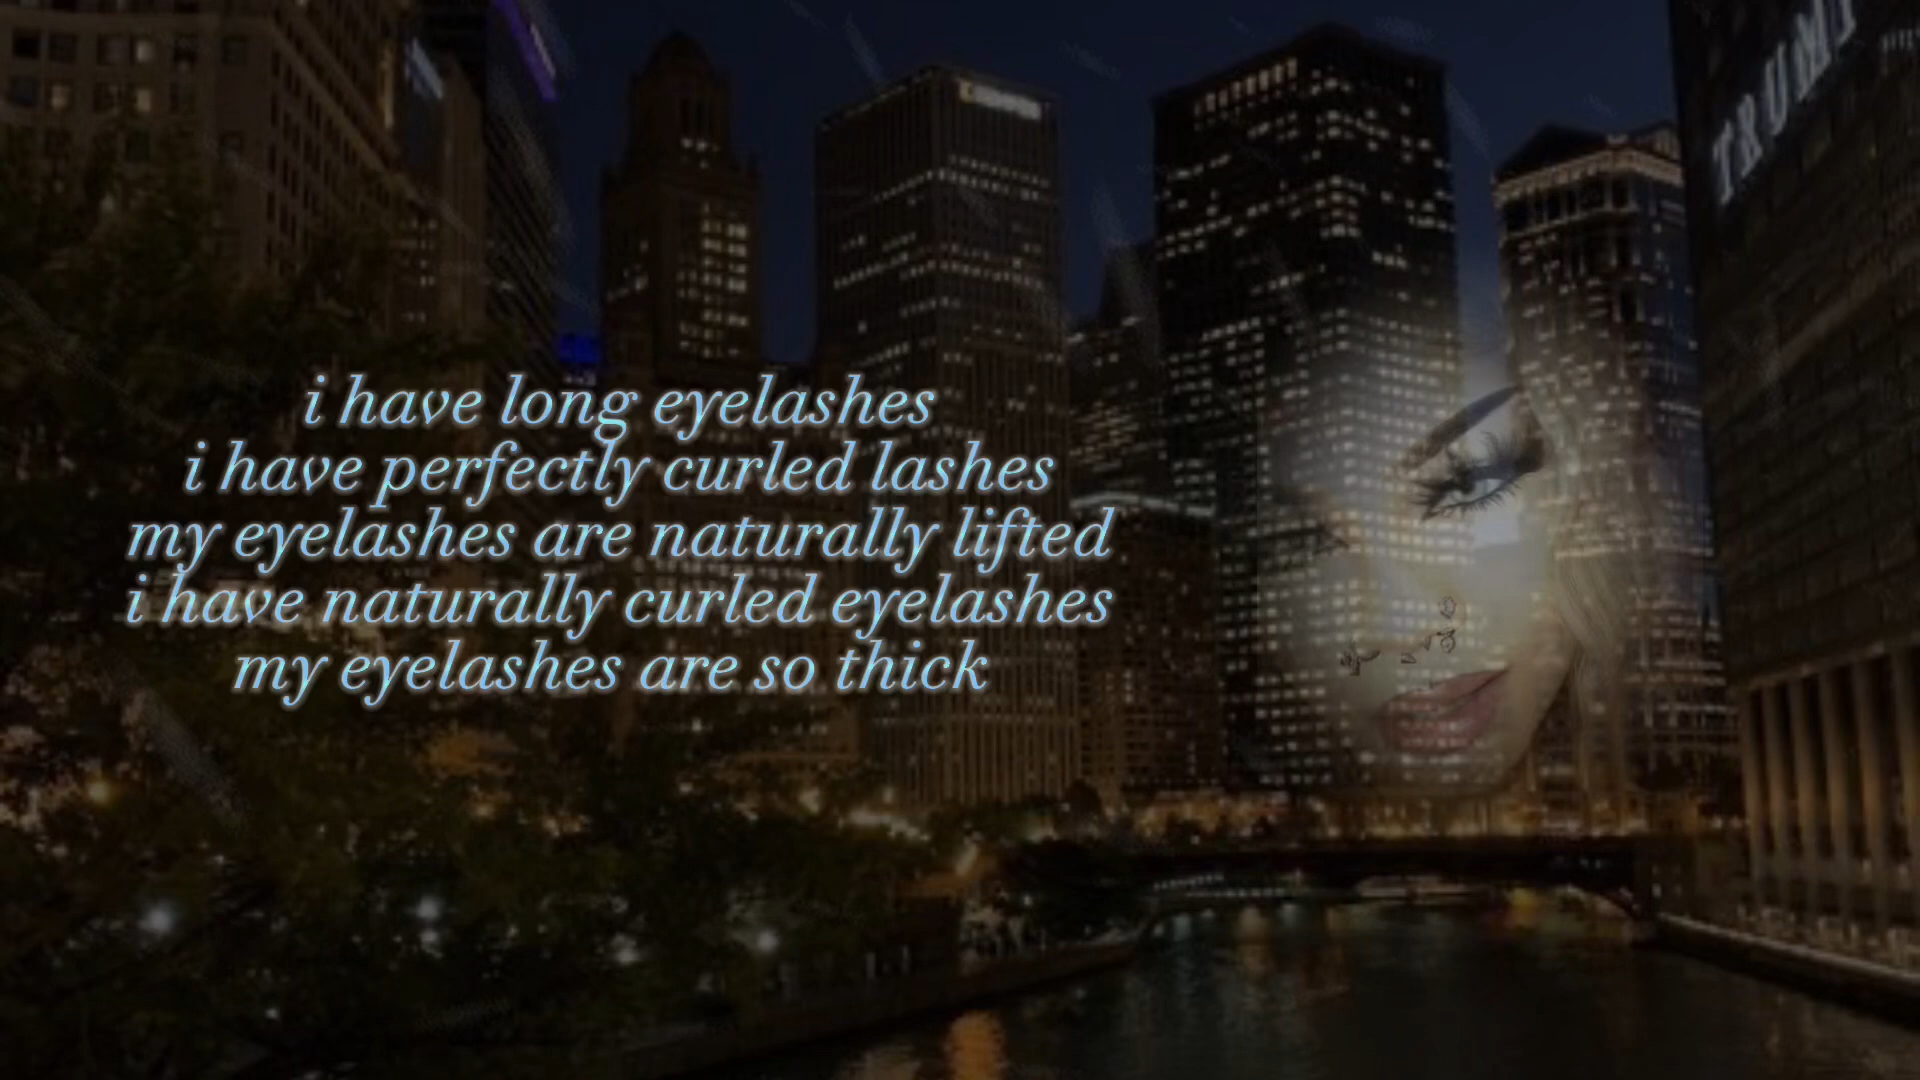 i have long eyelashes
i have perfectly curled lashes
my eyelashes are naturally lifted
i have naturally curled eyelashes
my eyelashes are so thick
TRUMP